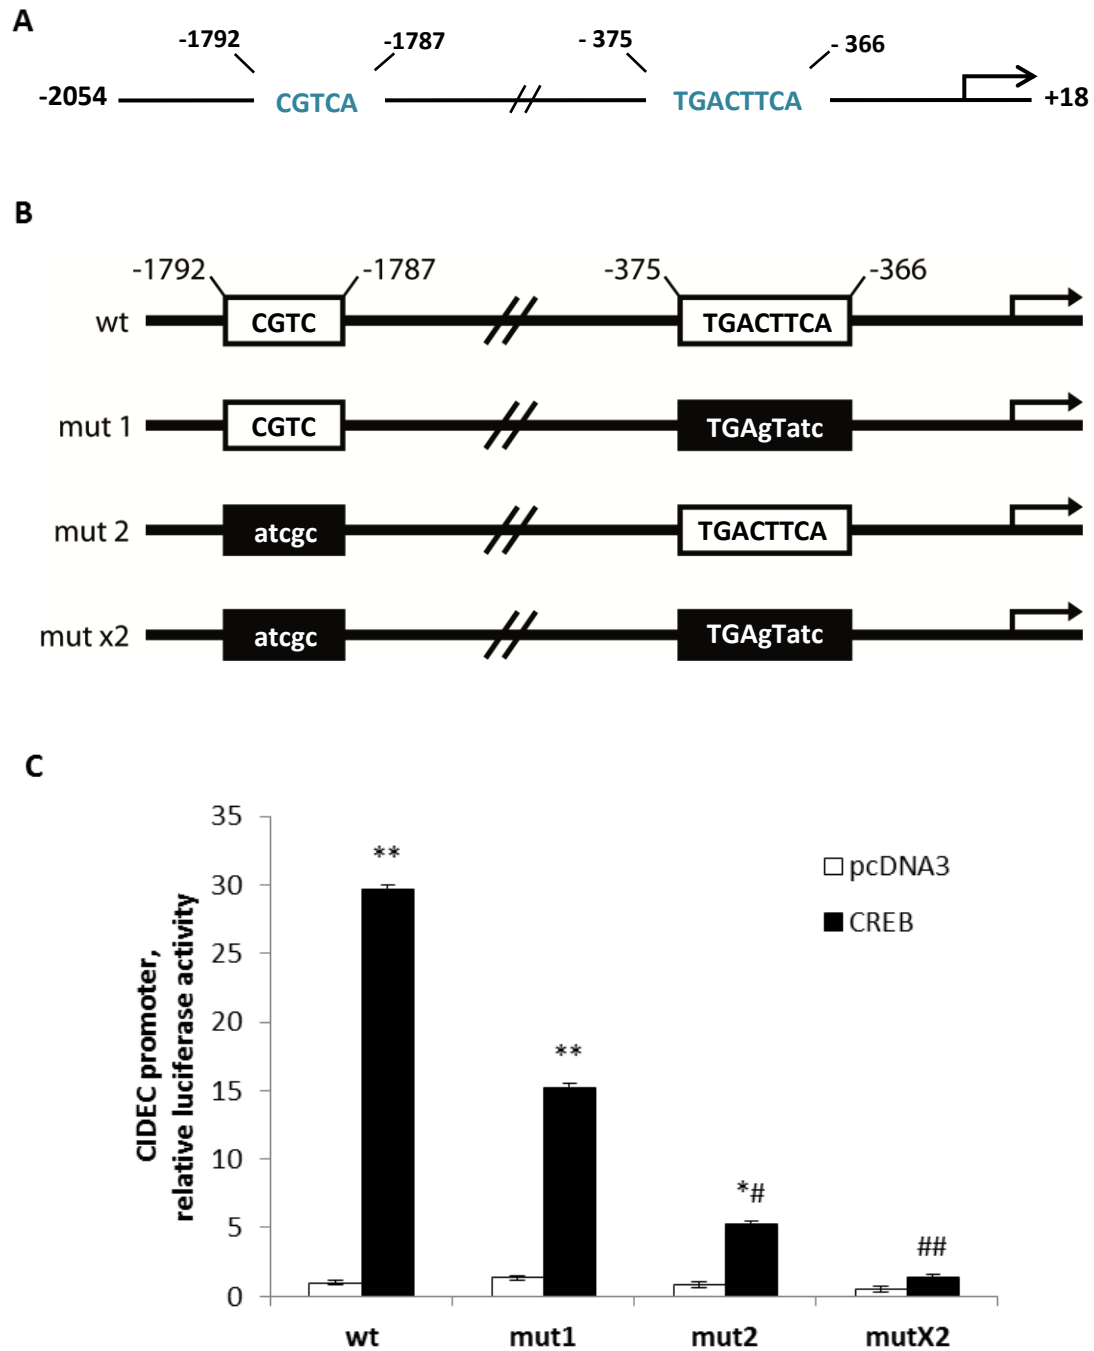 A
-1792 -1787 - 375 - 366
-2054 CGTCA TGACTTCA +18
B
-1792 -1787 -375 -366
wt CGTC TGACTTCA
mut 1 CGTC TGAgTatc
mut 2 atcgc TGACTTCA
mut x2 atcgc TGAgTatc
C
CIDEC promoter,
relative luciferase activity
35
30
25
20
15
10
5
0
**
**
*#
##
pcDNA3
CREB
wt mut1 mut2 mutX2